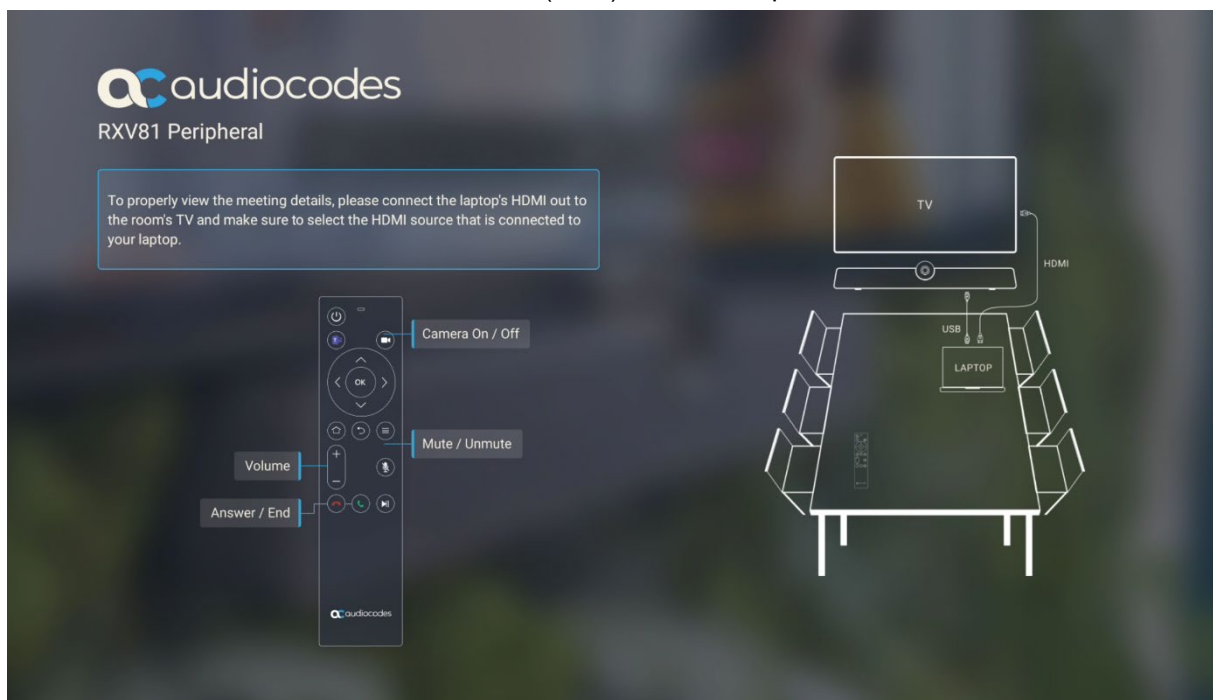 audiocodes
RXV81 Peripheral
To properly view the meeting details, please connect the laptop's HDMI out to
the room's TV and make sure to select the HDMI source that is connected to
your laptop.
TV
HDMI
USB
LAPTOP
Camera On / Off
OK
Mute / Unmute
Volume
Answer / End
audiocodes